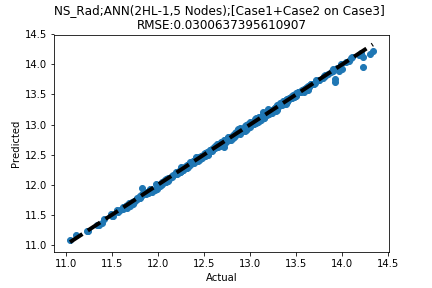 NS_Rad;ANN(2HL-1,5 Nodes);[Case1+Case2 on Case3]
RMSE:0.0300637395610907
14.5
14.0
13.5
13.0
12.5
12.0
11.5
11.0
Predicted
11.0 11.5 12.0 12.5 13.0 13.5 14.0 14.5
Actual